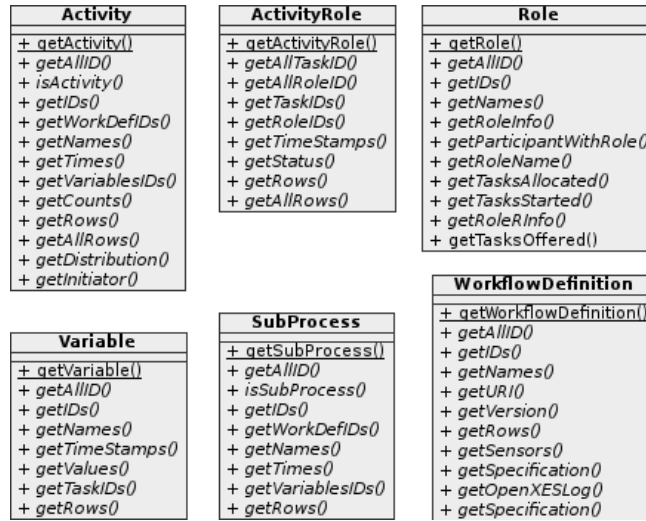 Activity
+ getActivity()
+ getAllID()
+ isActivity()
+ getIDs()
+ getWorkDefIDs()
+ getNames()
+ getTimes()
+ getVariablesIDs()
+ getCounts()
+ getRows()
+ getAllRows()
+ getDistribution()
+ getInitiator()
ActivityRole
+ getActivityRole()
+ getAllTaskID()
+ getAllRoleID()
+ getTaskIDs()
+ getRoleIDs()
+ getTimeStamps()
+ getStatus()
+ getRows()
+ getAllRows()
Role
+ getRole()
+ getAllID()
+ getIDs()
+ getNames()
+ getRoleInfo()
+ getParticipantWithRole()
+ getRoleName()
+ getTasksAllocated()
+ getTasksStarted()
+ getRoleRInfo()
+ getTasksOffered()
Variable
+ getVariable()
+ getAllID()
+ getIDs()
+ getNames()
+ getTimeStamps()
+ getValues()
+ getTaskIDs()
+ getRows()
SubProcess
+ getSubProcess()
+ getAllID()
+ isSubProcess()
+ getIDs()
+ getWorkDefIDs()
+ getNames()
+ getTimes()
+ getVariablesIDs()
+ getRows()
WorkflowDefinition
+ getWorkflowDefinition()
+ getAllID()
+ getIDs()
+ getNames()
+ getURI()
+ getVersion()
+ getRows()
+ getSensors()
+ getSpecification()
+ getOpenXESLog()
+ getSpecification()